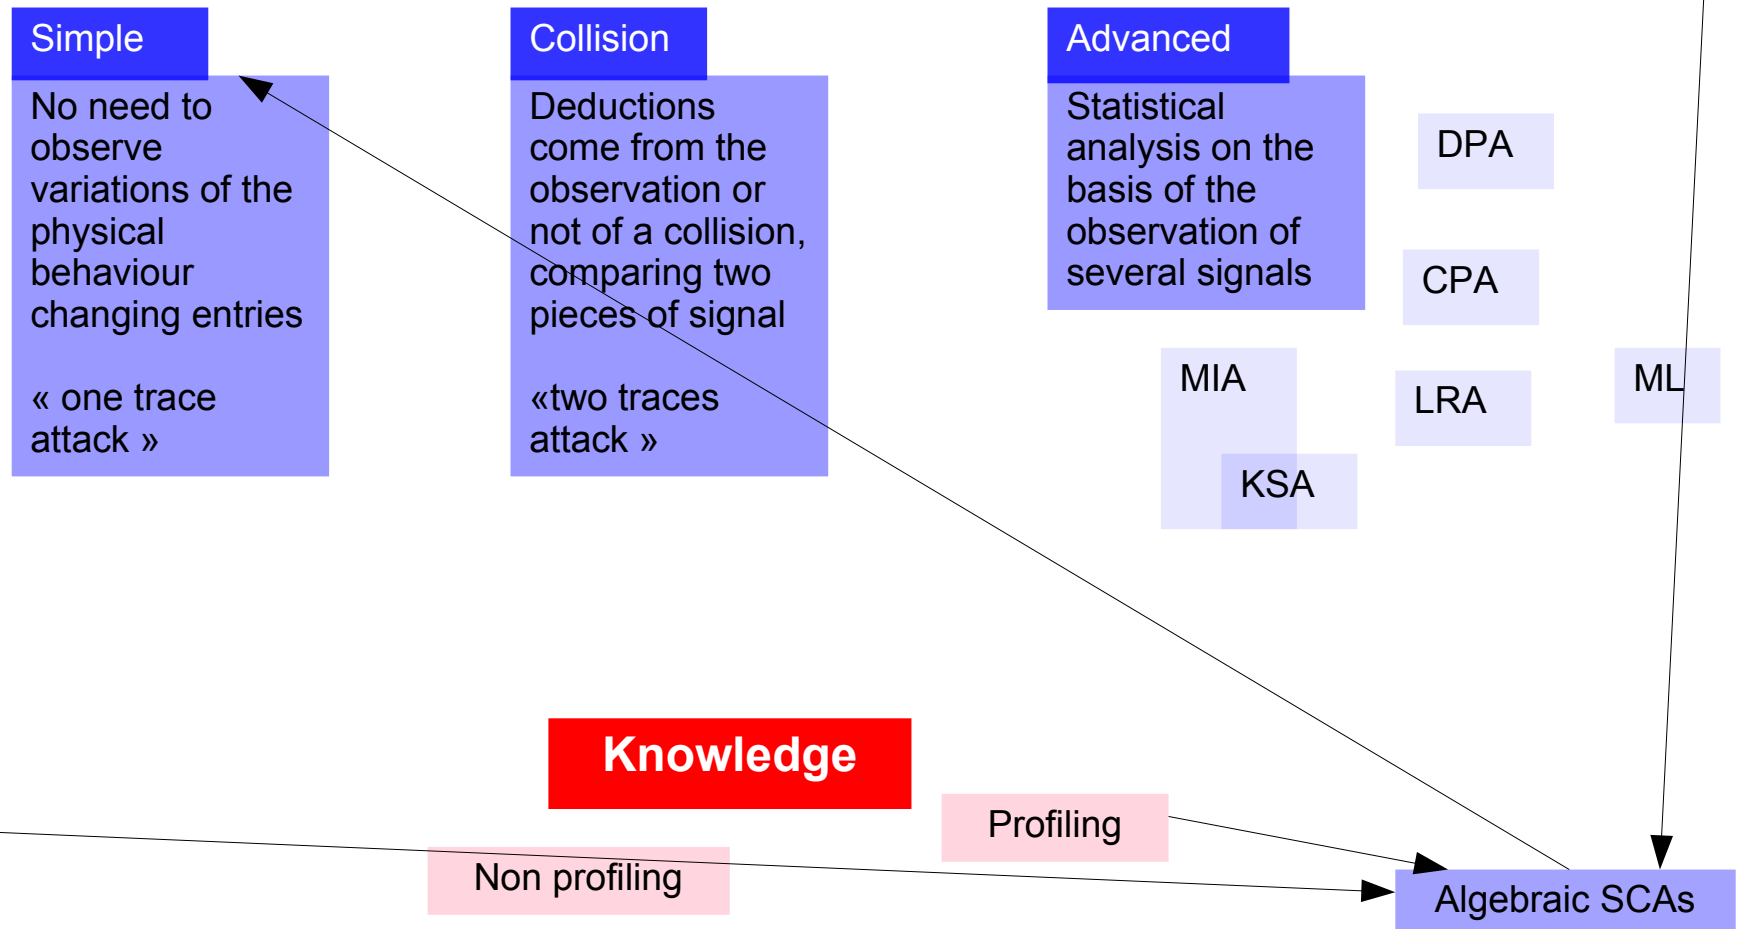 Simple
No need to
observe
variations of the
physical
behaviour
changing entries
« one trace
attack »
Collision
Deductions
come from the
observation or
not of a collision,
comparing two
pieces of signal
«two traces
attack »
Advanced
Statistical
analysis on the
basis of the
observation of
several signals
DPA
CPA
MIA
LRA
ML
KSA
Knowledge
Profiling
Non profiling
Algebraic SCAs